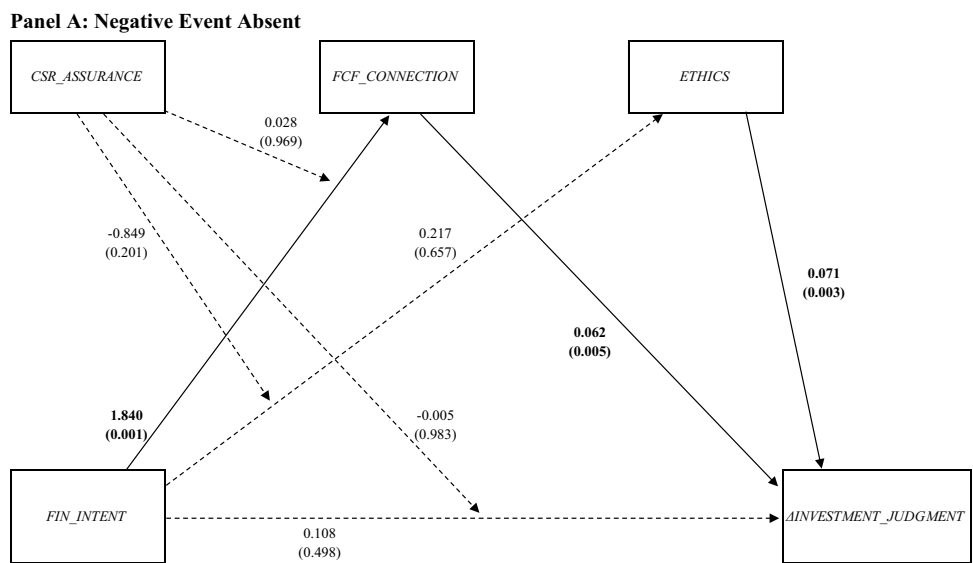 Panel A: Negative Event Absent
CSR_ASSURANCE
FCF_CONNECTION
ETHICS
0.028
(0.969)
-0.849
(0.201)
0.217
(0.657)
0.071
(0.003)
0.062
(0.005)
1.840
(0.001)
-0.005
(0.983)
FIN_INTENT
ΔINVESTMENT_JUDGMENT
0.108
(0.498)